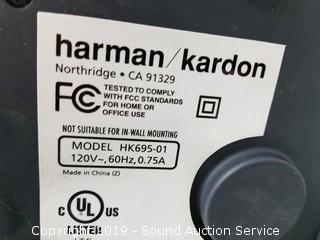 harman/kardon
Northridge • CA 91329
FC
TESTED TO COMPLY
WITH FCC STANDARDS
FOR HOME OR
OFFICE USE
NOT SUITABLE FOR IN-WALL MOUNTING
MODEL HK695-01
120V~,60Hz,0.75A
Made in China (Z)
C UL US
LISTED
Copyright 2019 - Sound Auction Service